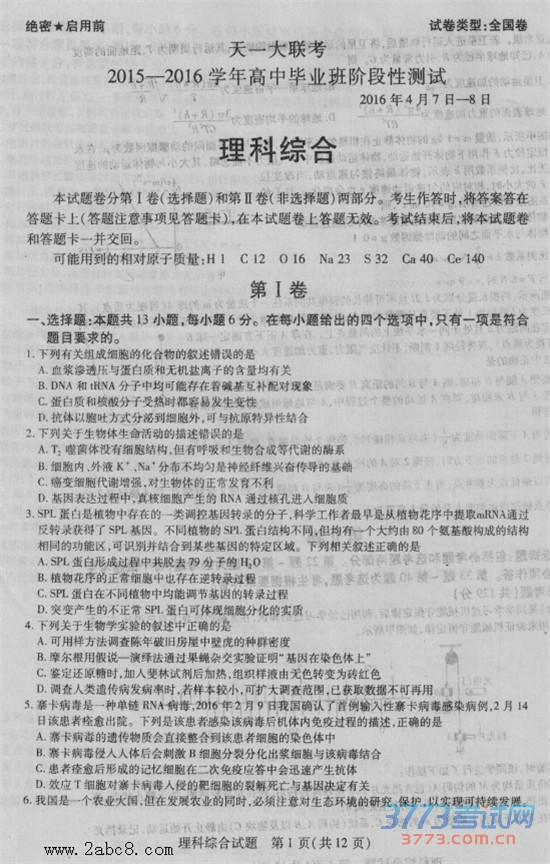 绝密★启用前
试卷类型:全国卷
天一大联考
2015—2016 学年高中毕业班阶段性测试
2016 年 4 月 7 日—8 日
理科综合
本试题卷分第Ⅰ卷(选择题)和第Ⅱ卷(非选择题)两部分。考生作答时,将答案答在
答题卡上(答题注意事项见答题卡),在本试题卷上答题无效。考试结束后,将本试题卷
和答题卡一并交回。
可能用到的相对原子质量:H 1 C 12 O 16 Na 23 S 32 Ca 40 Ce 140
第Ⅰ卷
一、选择题:本题共 13 小题,每小题 6 分。在每小题给出的四个选项中,只有一项是符合
题目要求的。
1. 下列有关组成细胞的化合物的叙述错误的是
A. 血浆渗透压与蛋白质和无机盐离子的含量均有关
B. DNA 和 tRNA 分子中均可能存在着碱基互补配对现象
C. 蛋白质和核酸分子受热时都容易发生变性
D. 抗体以胞吐方式分泌到细胞外,可与抗原特异性结合
2. 下列关于生物体生命活动的描述错误的是
A. T₂ 噬菌体没有细胞结构,但有呼吸和生物合成等代谢的酶系
B. 细胞内、外液 K⁺、Na⁺分布不均匀是神经纤维兴奋传导的基础
C. 癌变细胞代谢增强,对生物体的正常发育不利
D. 基因表达过程中,真核细胞产生的 RNA 通过核孔进入细胞质
3. SPL 蛋白是植物中存在的一类调控基因转录的分子,科学工作者最早是从植物花序中提取mRNA通过
反转录获得了 SPL 基因。不同植物的 SPL 蛋白结构不同,但均有一个大约由 80 个氨基酸构成的结构
相同的功能区,可识别并结合到某些基因的特定区域。下列相关叙述正确的是
A. SPL 蛋白形成过程中共脱去 79 分子的 H₂O
B. 植物花序的正常细胞中也存在逆转录过程
C. SPL 蛋白在不同植物中均能调节基因的转录过程
D. 突变产生的不正常 SPL 蛋白可体现细胞分化的实质
4. 下列关于生物学实验的叙述中正确的是
A. 可用样方法调查陈年破旧房屋中壁虎的种群密度
B. 摩尔根用假说—演绎法通过果蝇杂交实验证明“基因在染色体上”
C. 鉴定还原糖时,加入斐林试剂后加热,组织样液由无色转变为砖红色
D. 调查人类遗传病发病率时,若样本较小,可扩大调查范围,已获取数据不可再用
5. 寨卡病毒是一种单链 RNA 病毒,2016 年 2 月 9 日我国确认了首例输入性寨卡病毒感染病例,2 月 14
日该患者痊愈出院。下列是该患者感染该病毒后机体内免疫过程的描述,正确的是
A. 寨卡病毒的遗传物质会直接整合到该患者细胞的染色体中
B. 寨卡病毒侵入人体后会刺激 B 细胞分裂分化出浆细胞与该病毒结合
C. 患者痊愈后形成的记忆细胞在二次免疫应答中会迅速产生抗体
D. 效应 T 细胞对寨卡病毒入侵的靶细胞的裂解死亡与基因决定有关
6. 我国是一个农业大国,但在发展农业的同时,必须注意对生态环境的研究、保护,以实现可持续发展。
理科综合试题 第 1 页(共 12 页)
www.2abc8.com
3773考试网
www.3773.com.cn